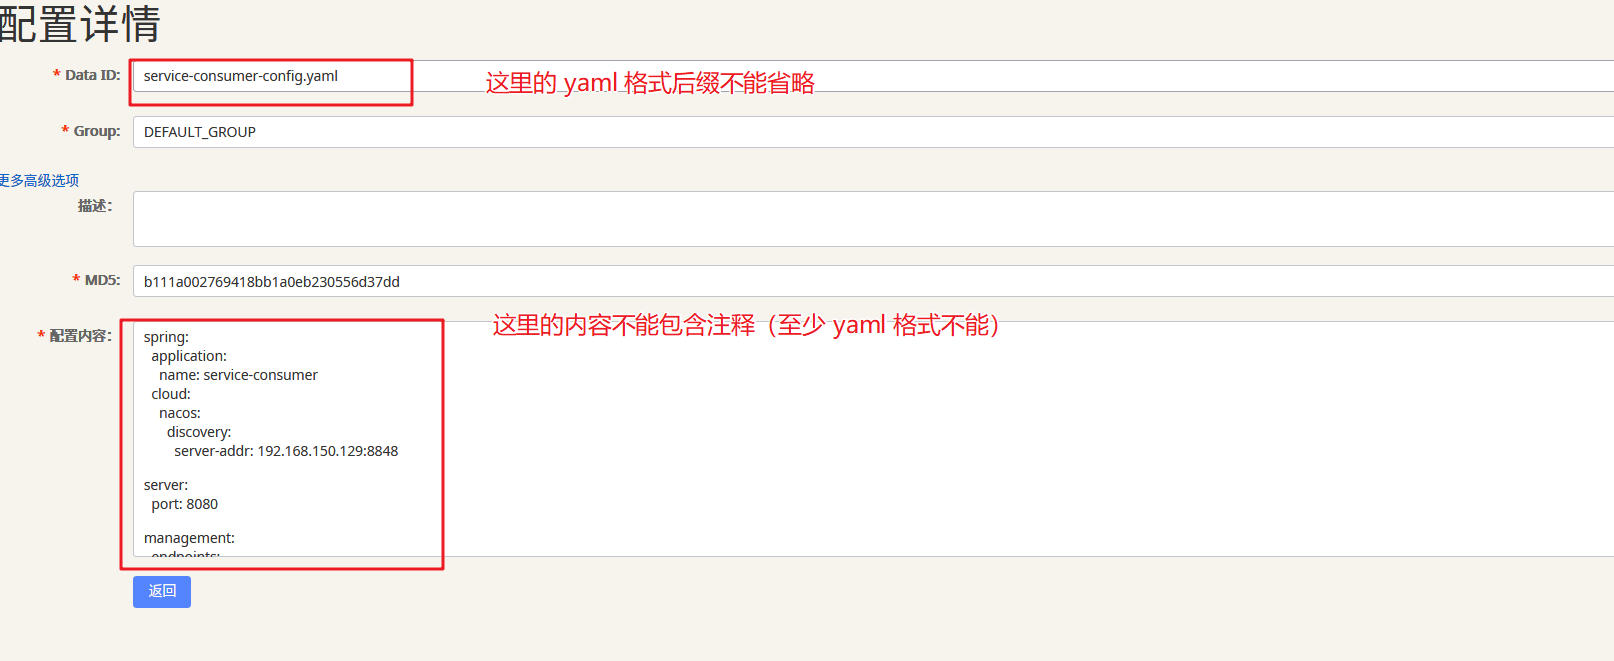 配置详情
* Data ID: service-consumer-config.yaml 这里的 yaml 格式后缀不能省略
* Group: DEFAULT_GROUP
更多高级选项
描述:
* MD5: b111a002769418bb1a0eb230556d37dd
* 配置内容: 这里的内容不能包含注释（至少 yaml 格式不能）
spring:
  application:
    name: service-consumer
  cloud:
    nacos:
      discovery:
        server-addr: 192.168.150.129:8848
server:
  port: 8080
management:
  endpoints:
返回